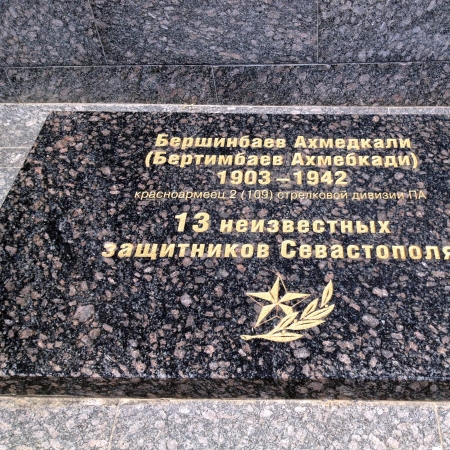 Бершинбаев Ахмедкали
(Бертимбаев Ахмебкади)
1903 – 1942
красноармеец 2 (109) стрелковой дивизии ПА
13 неизвестных
защитников Севастополя